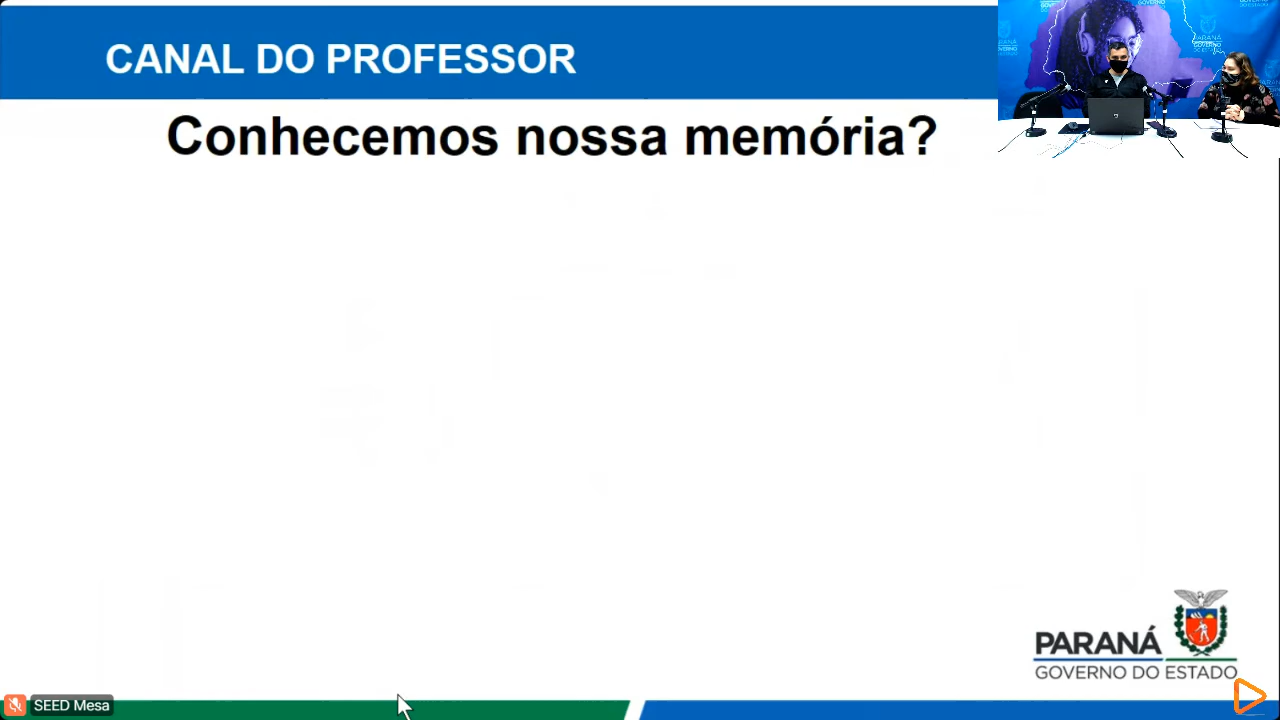 CANAL DO PROFESSOR
Conhecemos nossa memória?
PARANÁ
GOVERNO DO ESTADO
SEED Mesa